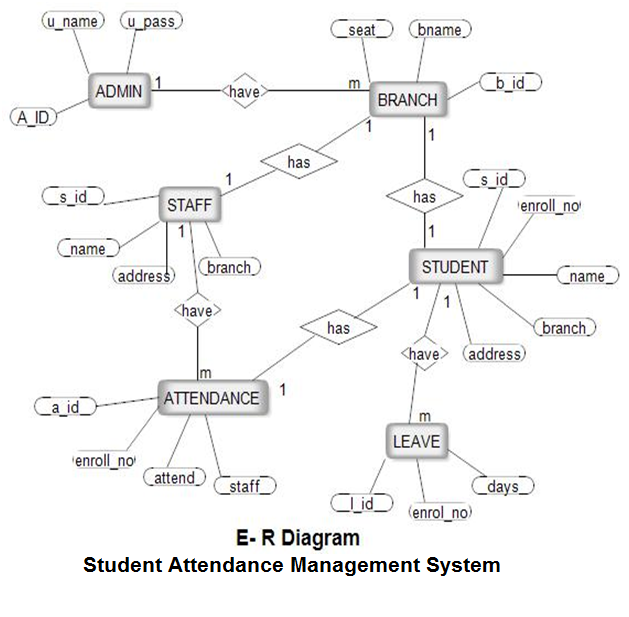 u_name
u_pass
seat
bname
ADMIN
1
have
m
BRANCH
b_id
A_ID
1
1
has
1
s_id
STAFF
1
has
s_id
enroll_no
name
address
branch
1
STUDENT
name
have
1
1
has
branch
m
have
address
ATTENDANCE
1
a_id
m
LEAVE
enroll_no
attend
staff
l_id
enrol_no
days
E- R Diagram
Student Attendance Management System